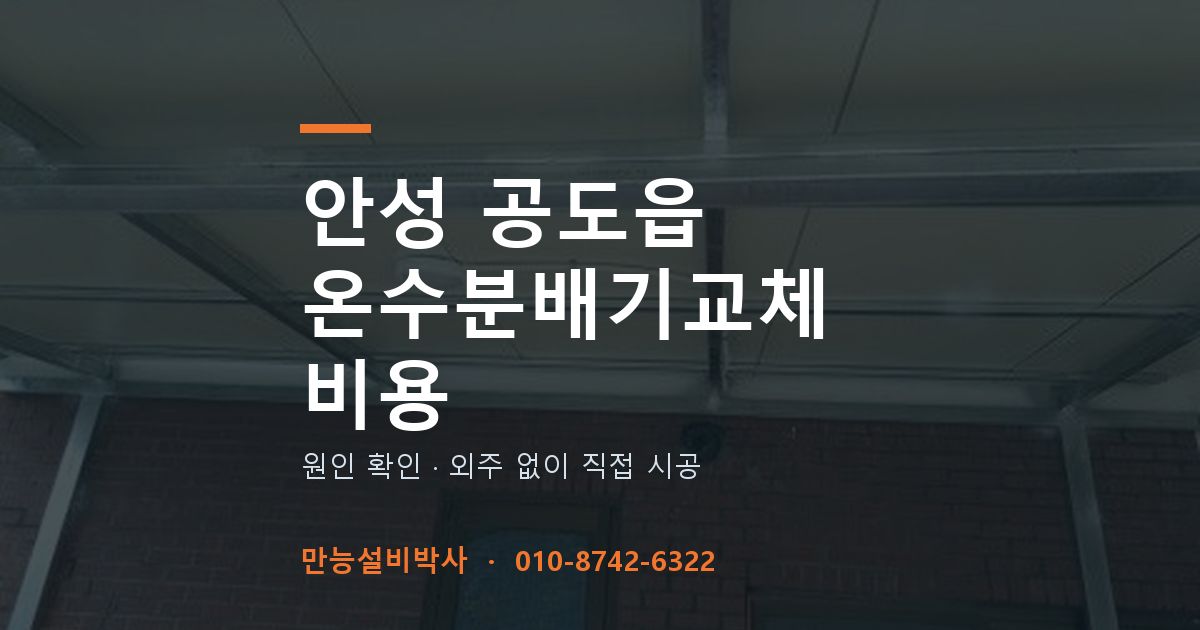 안성 공도읍
온수분배기교체
비용
원인 확인 · 외주 없이 직접 시공
만능설비박사 · 010-8742-6322